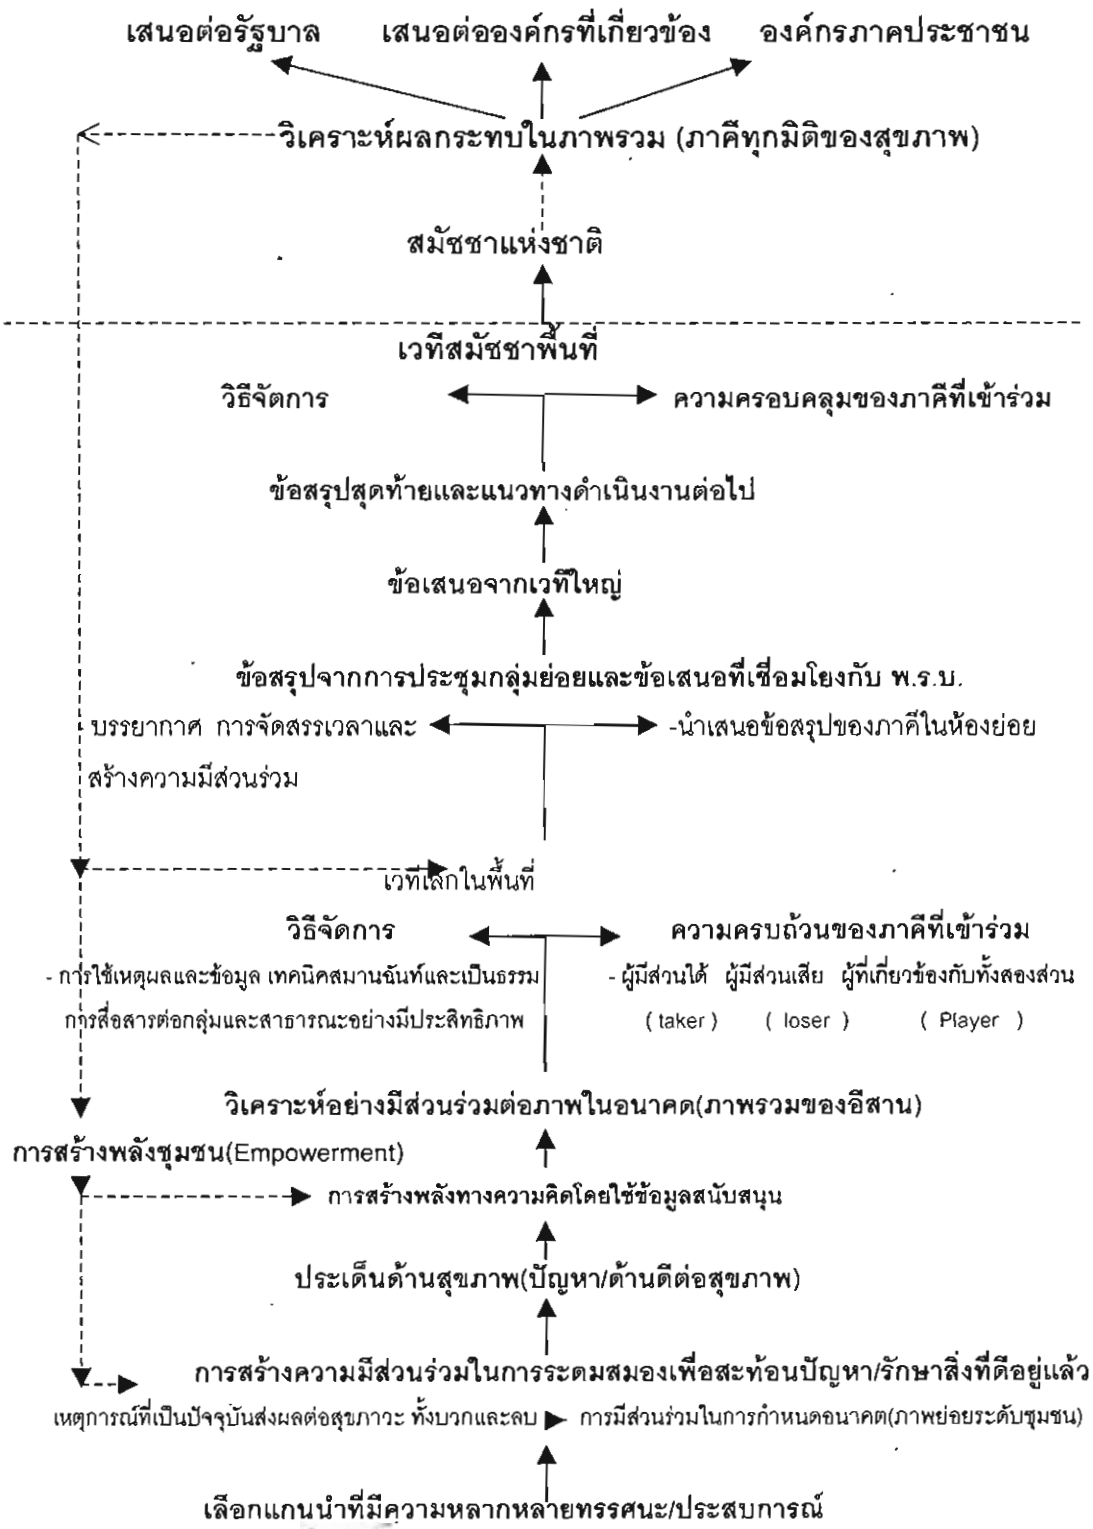 เสนอต่อรัฐบาล เสนอต่อองค์กรที่เกี่ยวข้อง องค์กรภาคประชาชน
วิเคราะห์ผลกระทบในภาพรวม (ภาคีทุกมิติของสุขภาพ)
สมัชชาแห่งชาติ
เวทีสมัชชาพื้นที่
วิธีจัดการ ความครอบคลุมของภาคีที่เข้าร่วม
ข้อสรุปสุดท้ายและแนวทางดำเนินงานต่อไป
ข้อเสนอจากเวทีใหญ่
ข้อสรุปจากการประชุมกลุ่มย่อยและข้อเสนอที่เชื่อมโยงกับ พ.ร.บ.
บรรยากาศ การจัดสรรเวลาและ -นำเสนอข้อสรุปของภาคีในห้องย่อย
สร้างความมีส่วนร่วม
เวทีเล็กในพื้นที่
วิธีจัดการ ความครบถ้วนของภาคีที่เข้าร่วม
- การใช้เหตุผลและข้อมูล เทคนิคสมานฉันท์และเป็นธรรม - ผู้มีส่วนได้ ผู้มีส่วนเสีย ผู้ที่เกี่ยวข้องกับทั้งสองส่วน
การสื่อสารต่อกลุ่มและสาธารณะอย่างมีประสิทธิภาพ ( taker ) ( loser ) ( Player )
วิเคราะห์อย่างมีส่วนร่วมต่อภาพในอนาคต(ภาพรวมของอีสาน)
การสร้างพลังชุมชน(Empowerment)
การสร้างพลังทางความคิดโดยใช้ข้อมูลสนับสนุน
ประเด็นด้านสุขภาพ(ปัญหา/ด้านดีต่อสุขภาพ)
การสร้างความมีส่วนร่วมในการระดมสมองเพื่อสะท้อนปัญหา/รักษาสิ่งที่ดีอยู่แล้ว
เหตุการณ์ที่เป็นปัจจุบันส่งผลต่อสุขภาวะ ทั้งบวกและลบ การมีส่วนร่วมในการกำหนดอนาคต(ภาพย่อยระดับชุมชน)
เลือกแกนนำที่มีความหลากหลายทรรศนะ/ประสบการณ์